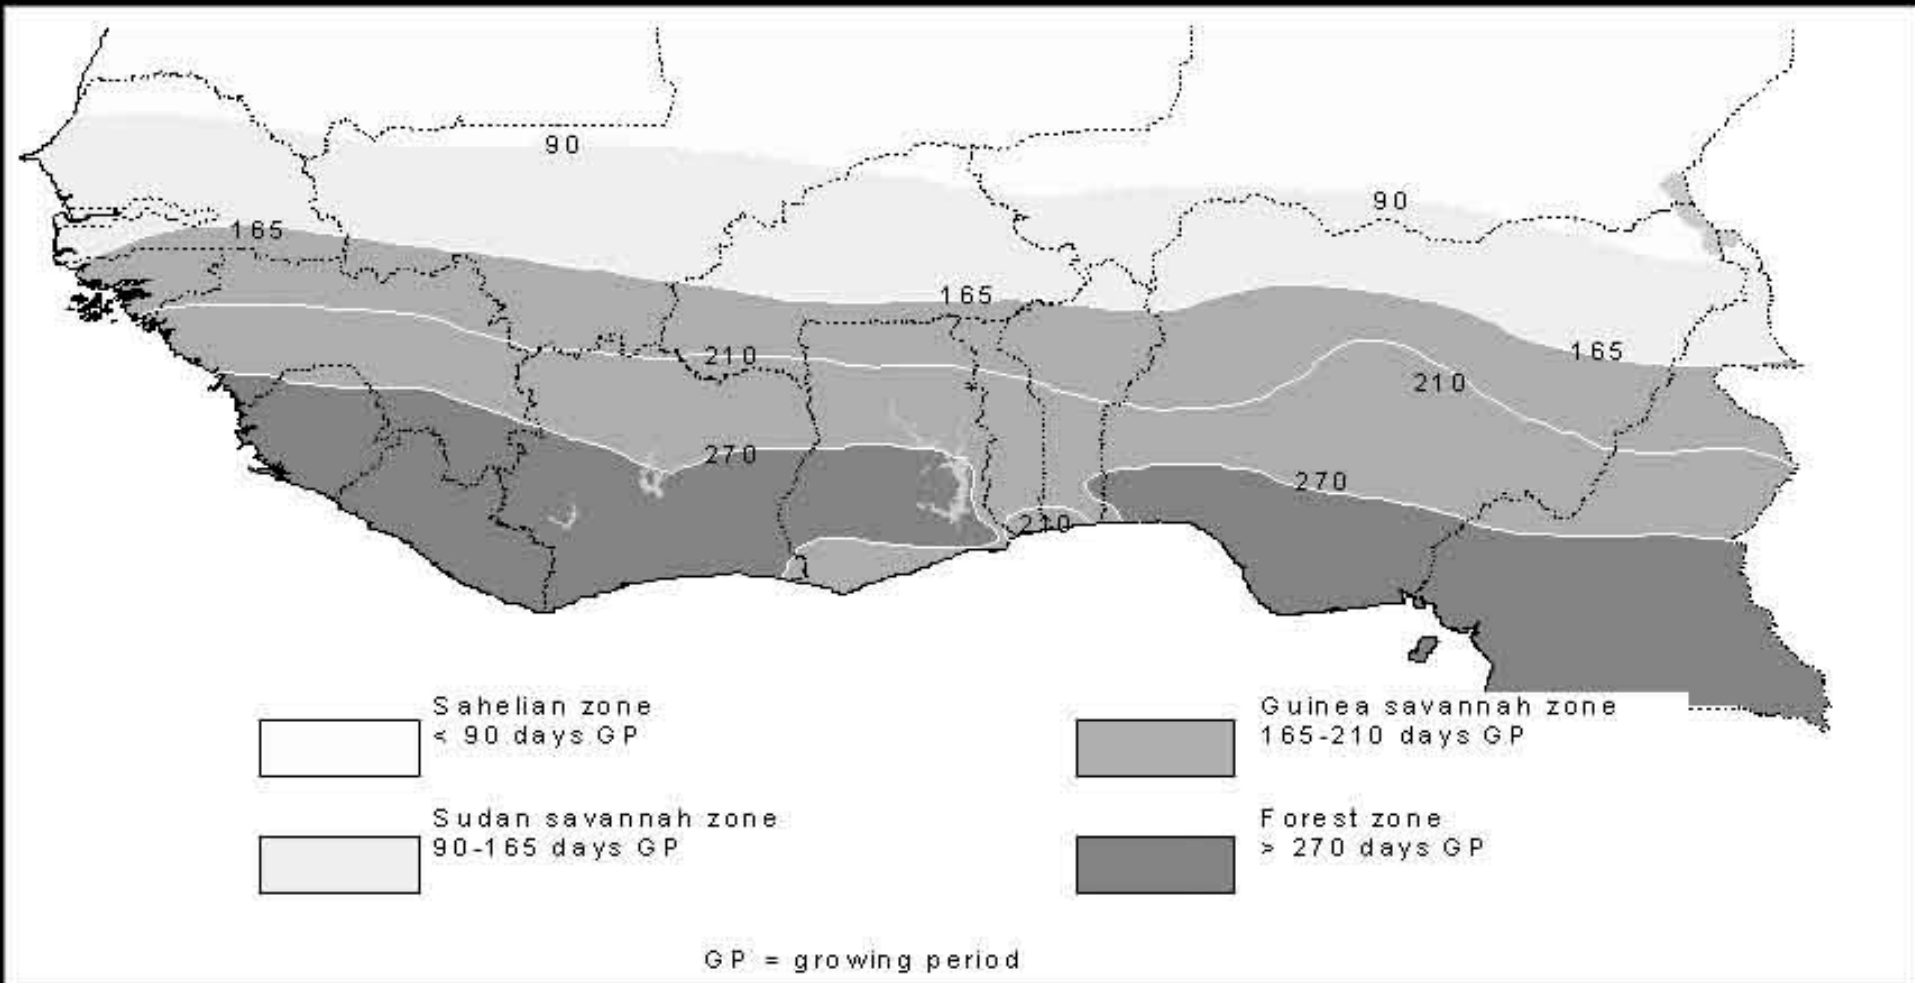 90
90
165
165
165
210
210
270
270
210
Sahelian zone
< 90 days GP
Guinea savannah zone
165-210 days GP
Sudan savannah zone
90-165 days GP
Forest zone
> 270 days GP
GP = growing period